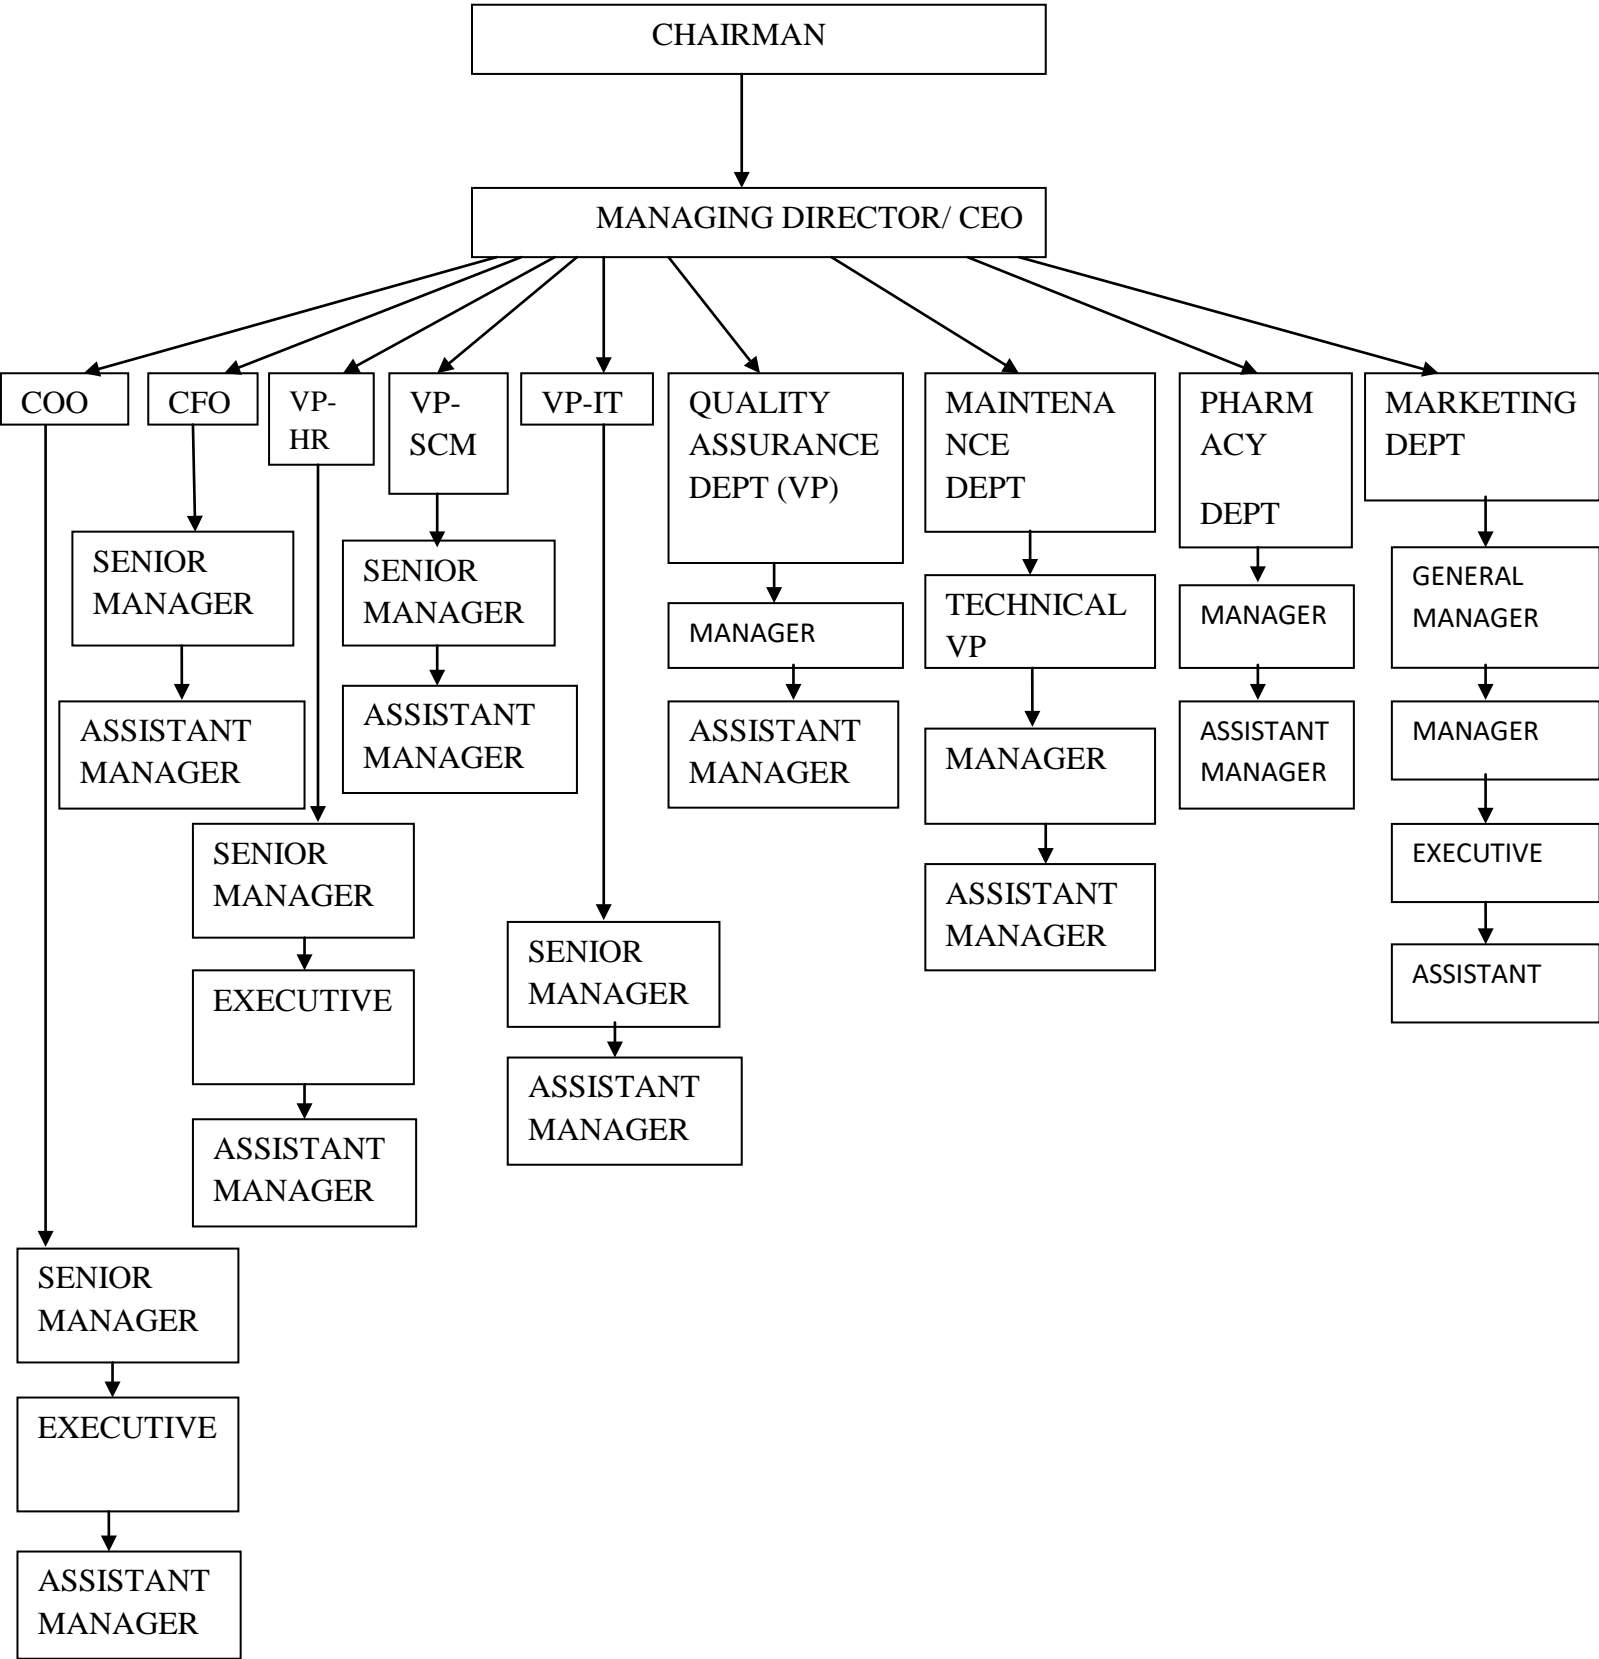 CHAIRMAN
MANAGING DIRECTOR/ CEO
COO
CFO
VP-
HR
VP-
SCM
VP-IT
QUALITY
ASSURANCE
DEPT (VP)
MAINTENA
NCE
DEPT
PHARM
ACY
DEPT
MARKETING
DEPT
SENIOR
MANAGER
SENIOR
MANAGER
MANAGER
TECHNICAL
VP
MANAGER
GENERAL
MANAGER
ASSISTANT
MANAGER
ASSISTANT
MANAGER
ASSISTANT
MANAGER
MANAGER
ASSISTANT
MANAGER
MANAGER
SENIOR
MANAGER
EXECUTIVE
SENIOR
MANAGER
ASSISTANT
MANAGER
ASSISTANT
EXECUTIVE
ASSISTANT
MANAGER
ASSISTANT
MANAGER
SENIOR
MANAGER
EXECUTIVE
ASSISTANT
MANAGER